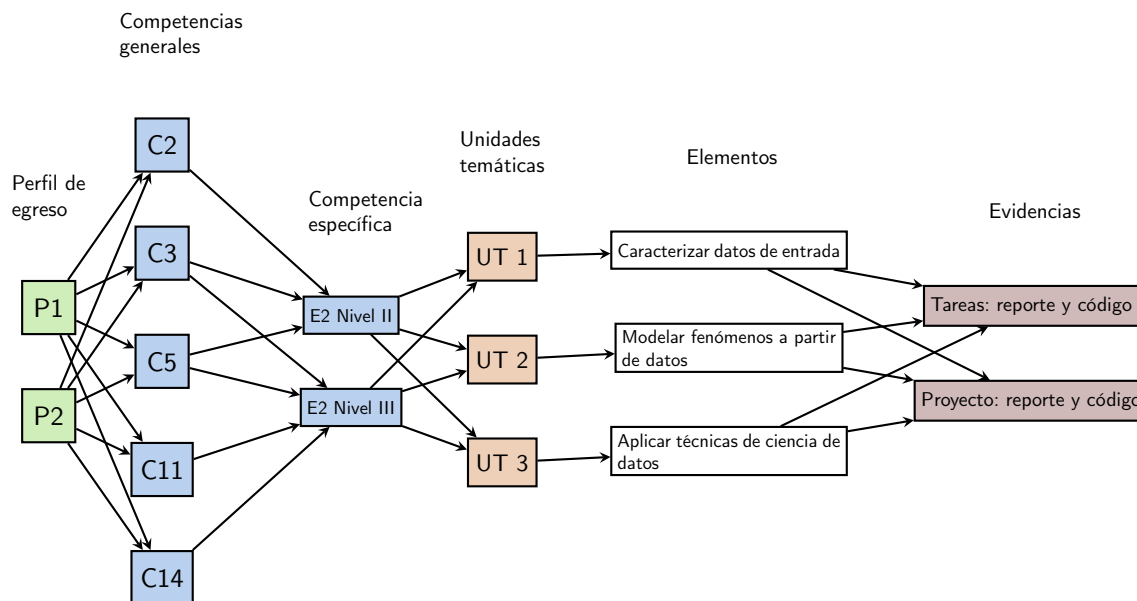 Competencias
generales
Perfil de
egreso
P1
P2
C2
C3
C5
C11
C14
Competencia
específica
E2 Nivel II
E2 Nivel III
Unidades
temáticas
UT 1
UT 2
UT 3
Elementos
Caracterizar datos de entrada
Modelar fenómenos a partir
de datos
Aplicar técnicas de ciencia de
datos
Evidencias
Tareas: reporte y código
Proyecto: reporte y código